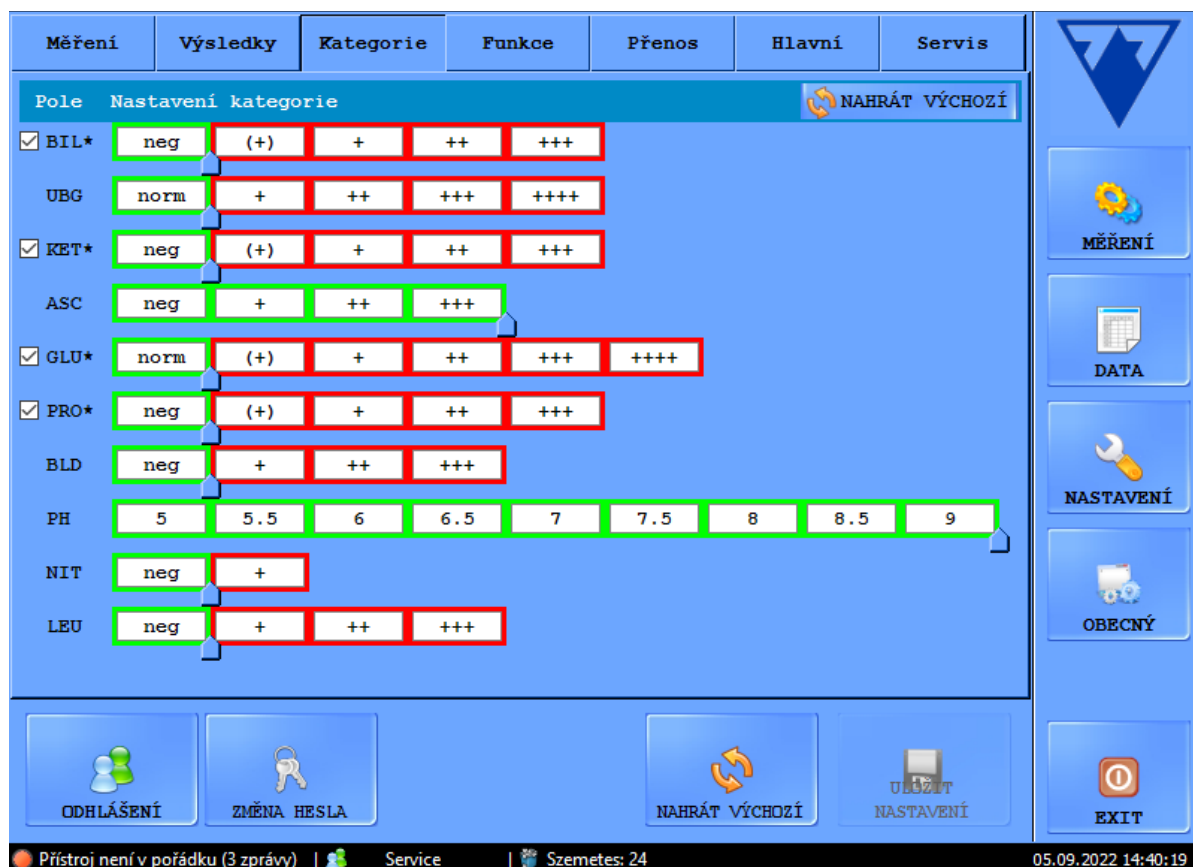 Měření Výsledky Kategorie Funkce Přenos Hlavní Servis
Pole Nastavení kategorie NAHRÁT VÝCHOZÍ
BIL* neg (+) + ++ +++
UBG norm + ++ +++ ++++
KET* neg (+) + ++ +++
ASC neg + ++ +++
GLU* norm (+) + ++ +++ ++++
PRO* neg (+) + ++ +++
BLD neg + ++ +++
PH 5 5.5 6 6.5 7 7.5 8 8.5 9
NIT neg +
LEU neg + ++ +++
MĚŘENÍ
DATA
NASTAVENÍ
OBECNÝ
ODHLÁŠENÍ
ZMĚNA HESLA
NAHRÁT VÝCHOZÍ
ULOŽIT
NASTAVENÍ
EXIT
Přístroj není v pořádku (3 zprávy) | Service | Szemetes: 24 05.09.2022 14:40:19